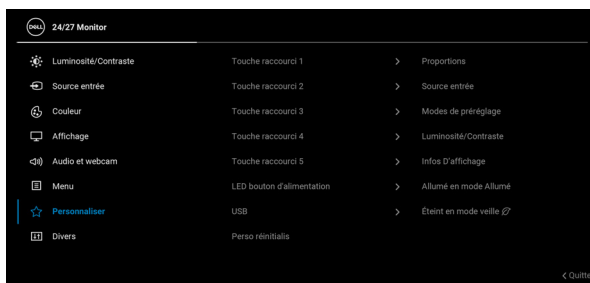 DELL 24/27 Monitor
Luminosité/Contraste Touche raccourci 1 Proportions
Source entrée Touche raccourci 2 Source entrée
Couleur Touche raccourci 3 Modes de préréglage
Affichage Touche raccourci 4 Luminosité/Contraste
Audio et webcam Touche raccourci 5 Infos D'affichage
Menu LED bouton d'alimentation Allumé en mode Allumé
Personnaliser USB Éteint en mode veille
Divers Perso réinitialis
Quitte